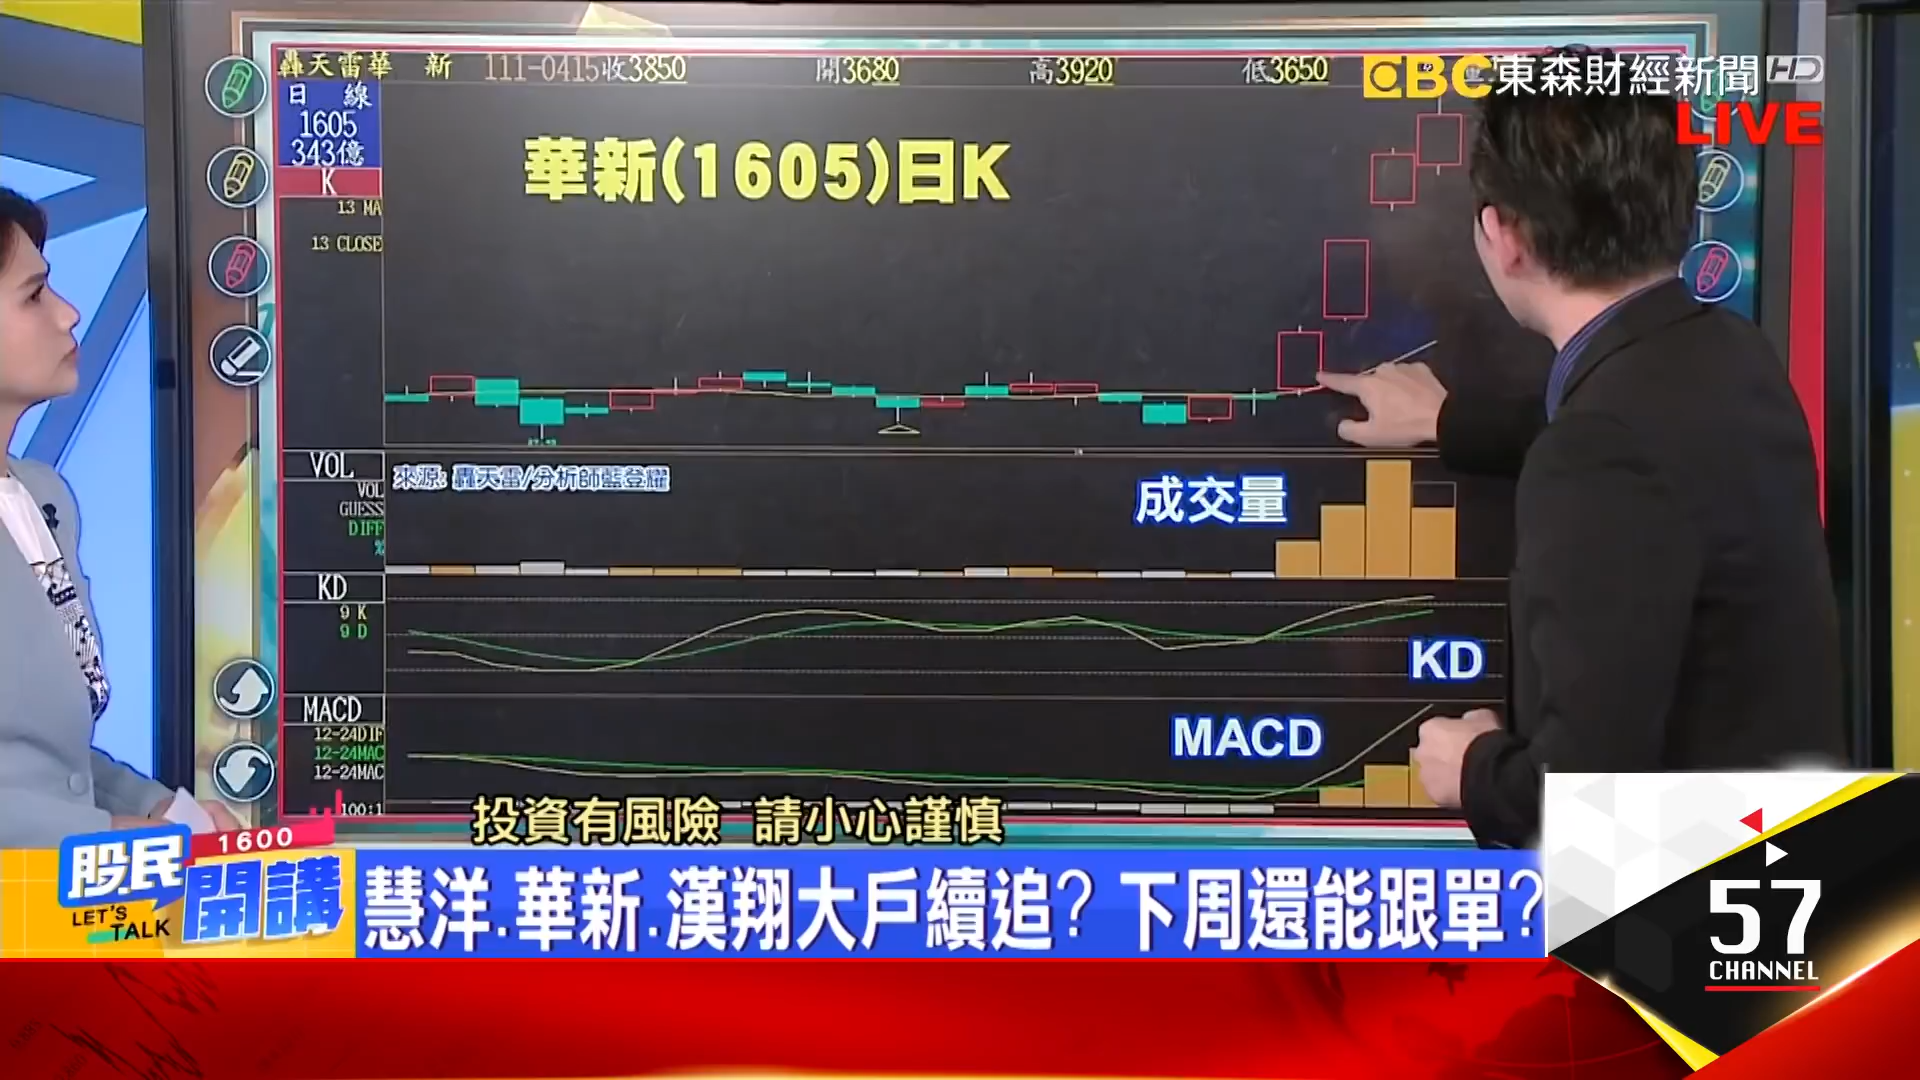 轟天雷華 新 111-0415收3850 開3680 高3920 低3650
EBC東森財經新聞HD
LIVE
日 線
1605
343億
K
13 MA
13 CLOSE
華新(1605)日K
VOL
VOL
GUESS
DIFF
%
來源: 轟天雷/分析師藍登耀
成交量
KD
9 K
9 D
KD
MACD
12-24DIF
12-24MAC
12-24MAC
100:1
MACD
投資有風險 請小心謹慎
股民
1600
開講
LET'S
TALK
慧洋.華新.漢翔大戶續追? 下周還能跟單?
57
CHANNEL